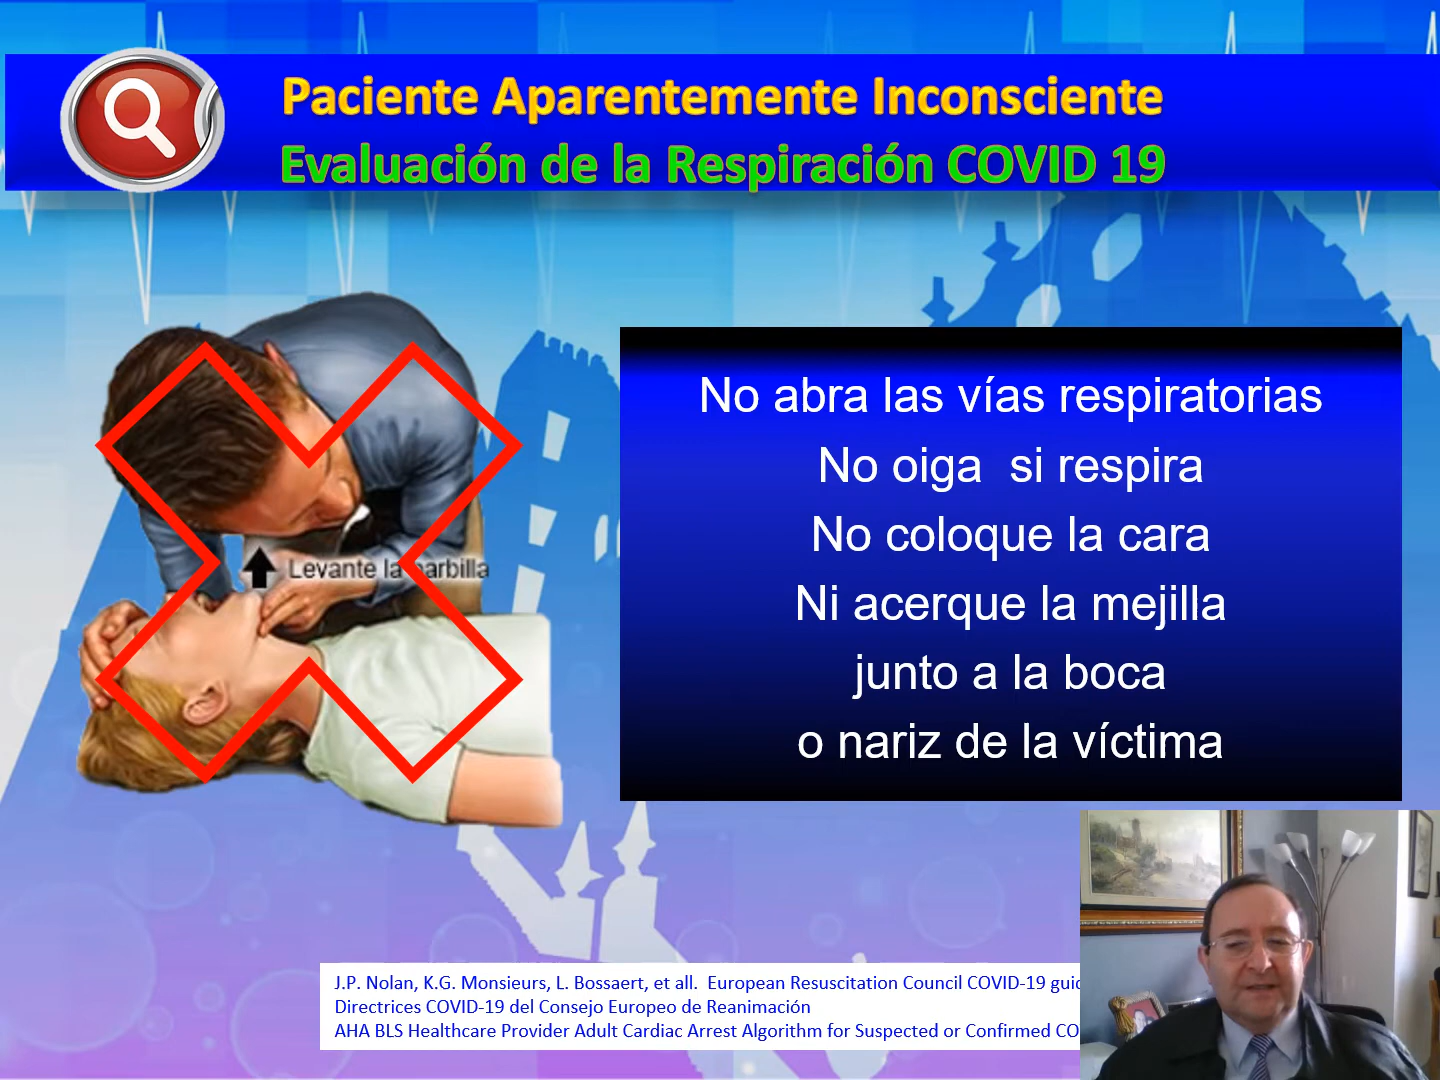 Paciente Aparentemente Inconsciente
Evaluación de la Respiración COVID 19
Levante la barbilla
No abra las vías respiratorias
No oiga  si respira
No coloque la cara
Ni acerque la mejilla
junto a la boca
o nariz de la víctima
J.P. Nolan, K.G. Monsieurs, L. Bossaert, et all.  European Resuscitation Council COVID-19
Directrices COVID-19 del Consejo Europeo de Reanimación
AHA BLS Healthcare Provider Adult Cardiac Arrest Algorithm for Suspected or Confirmed